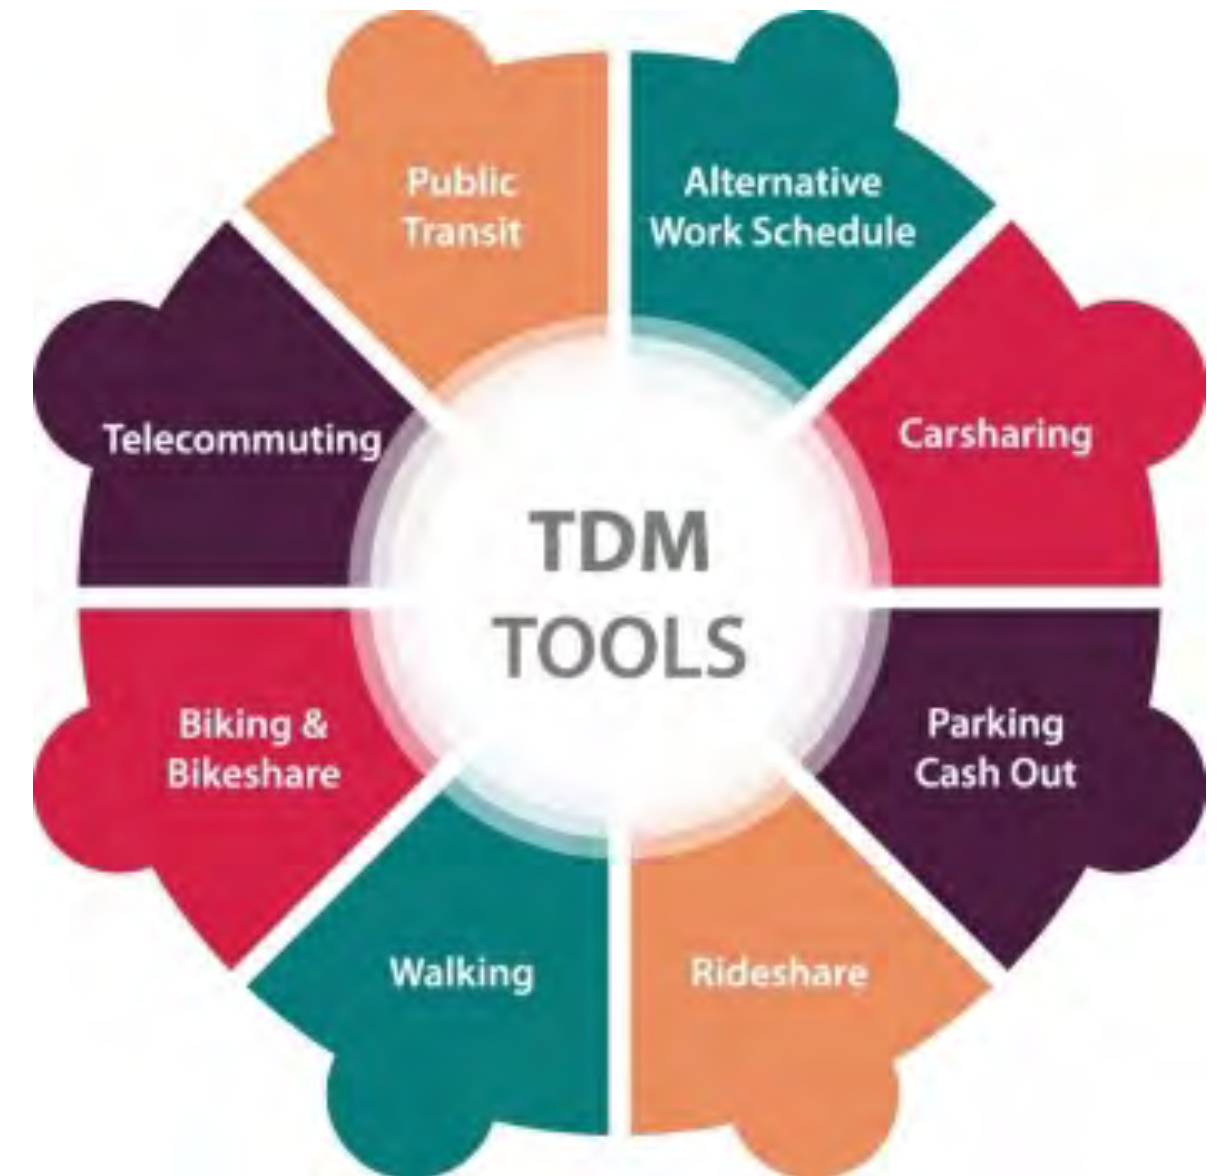 Public
Transit
Alternative
Work Schedule
Telecommuting
Carsharing
TDM
TOOLS
Biking &
Bikeshare
Parking
Cash Out
Walking
Rideshare